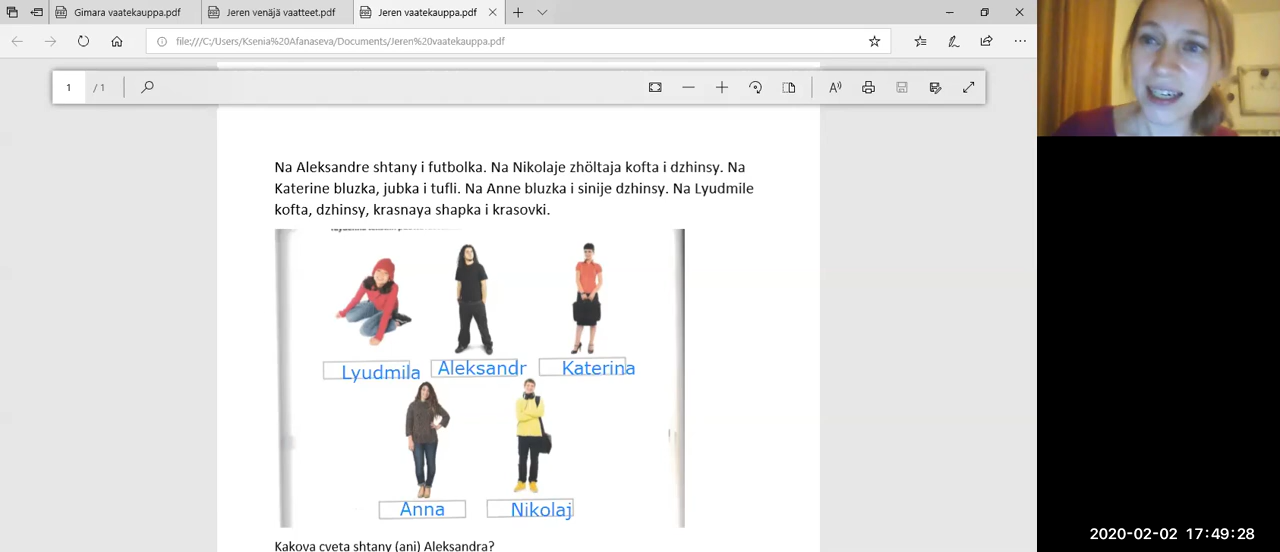 Gimara vaatekauppa.pdf
Jeren venäjä vaatteet.pdf
Jeren vaatekauppa.pdf
file:///C:/Users/Ksenia%20Afanaseva/Documents/Jeren%20vaatekauppa.pdf
1 / 1
Na Aleksandre shtany i futbolka. Na Nikolaje zhöltaja kofta i dzhinsy. Na
Katerine bluzka, jubka i tufli. Na Anne bluzka i sinije dzhinsy. Na Lyudmile
kofta, dzhinsy, krasnaya shapka i krasovki.
Lyudmila
Aleksandr
Katerina
Anna
Nikolaj
Kakova cveta shtany (ani) Aleksandra?
2020-02-02 17:49:28